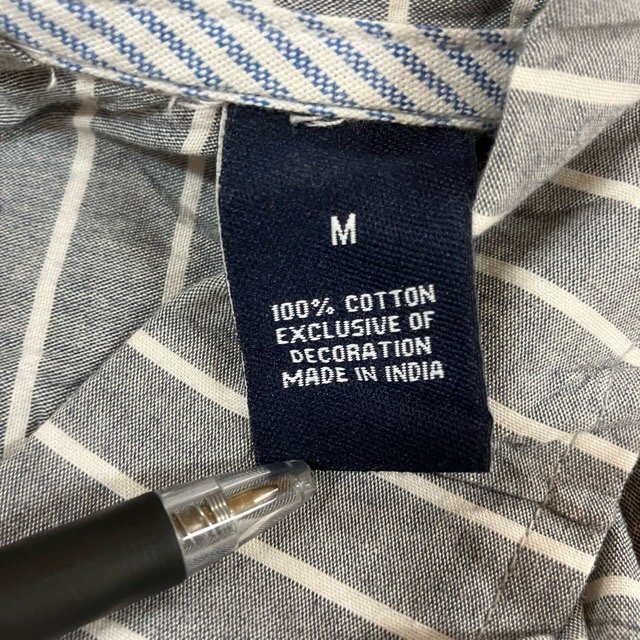 M
100% COTTON
EXCLUSIVE OF
DECORATION
MADE IN INDIA